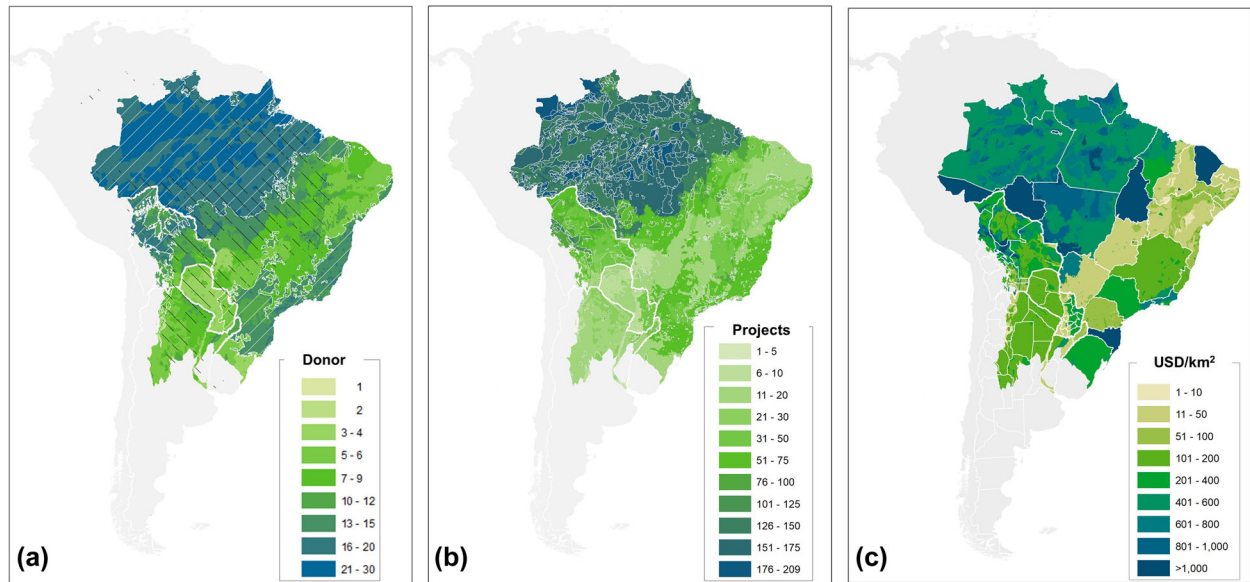 Donor
1
2
3 - 4
5 - 6
7 - 9
10 - 12
13 - 15
16 - 20
21 - 30
(a)
Projects
1 - 5
6 - 10
11 - 20
21 - 30
31 - 50
51 - 75
76 - 100
101 - 125
126 - 150
151 - 175
176 - 209
(b)
USD/km²
1 - 10
11 - 50
51 - 100
101 - 200
201 - 400
401 - 600
601 - 800
801 - 1,000
>1,000
(c)